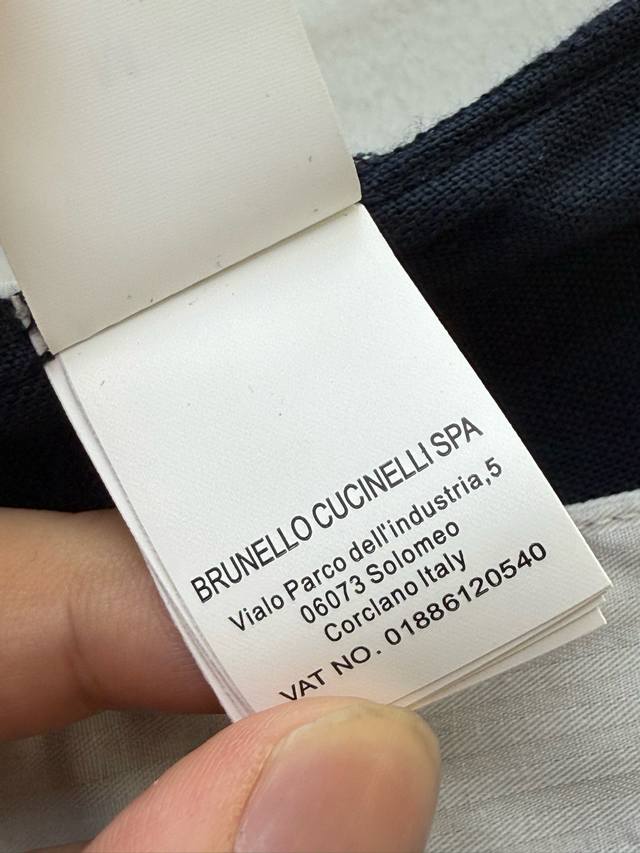 BRUNELLO CUCINELLI SPA
Vialo Parco dell'industria,5
06073 Solomeo
Corclano Italy
VAT NO. 01886120540